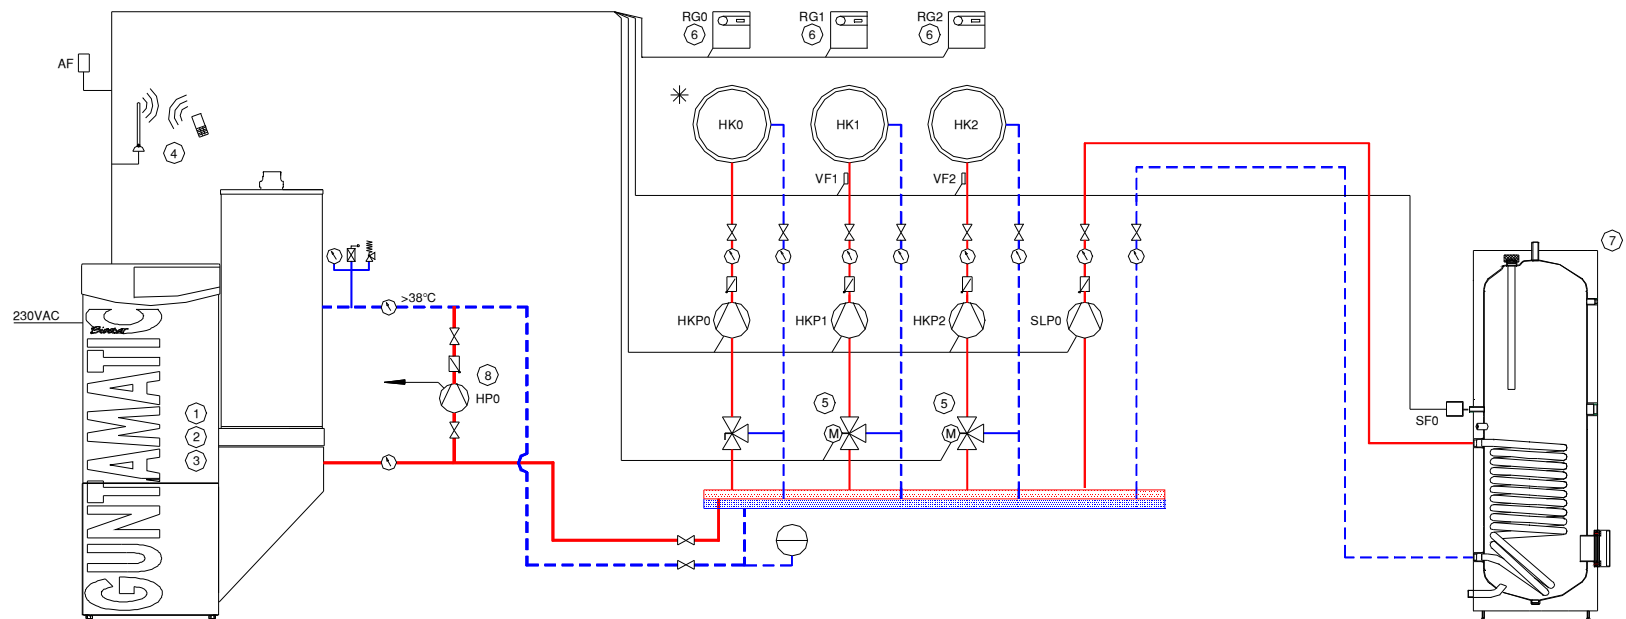 RG0
6
RG1
6
RG2
6
AF
4
HK0
HK1
HK2
VF1
VF2
7
>38°C
230VAC
HKP0
HKP1
HKP2
SLP0
Biostar
GUNTAMATIC
8
HP0
1
2
3
5
5
M
M
SF0